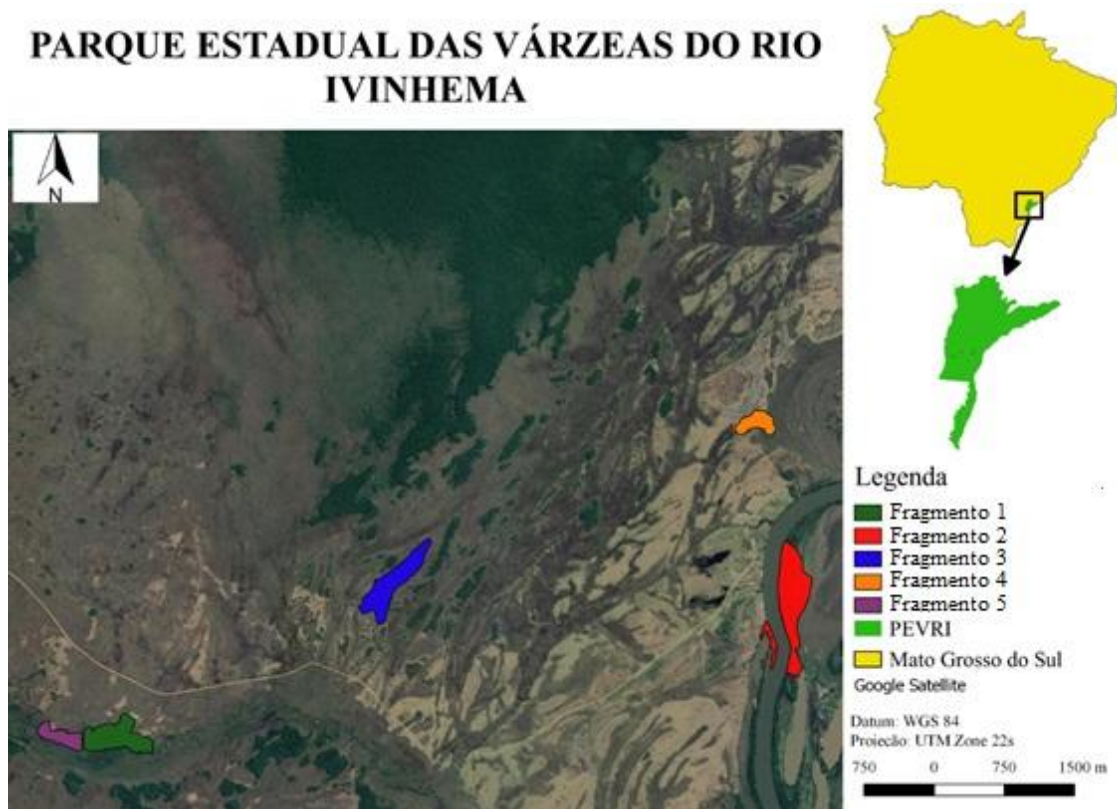 PARQUE ESTADUAL DAS VÁRZEAS DO RIO
IVINHEMA
N
Legenda
Fragmento 1
Fragmento 2
Fragmento 3
Fragmento 4
Fragmento 5
PEVRI
Mato Grosso do Sul
Google Satellite
Datum: WGS 84
Projecão: UTM Zone 22s
750 0 750 1500 m